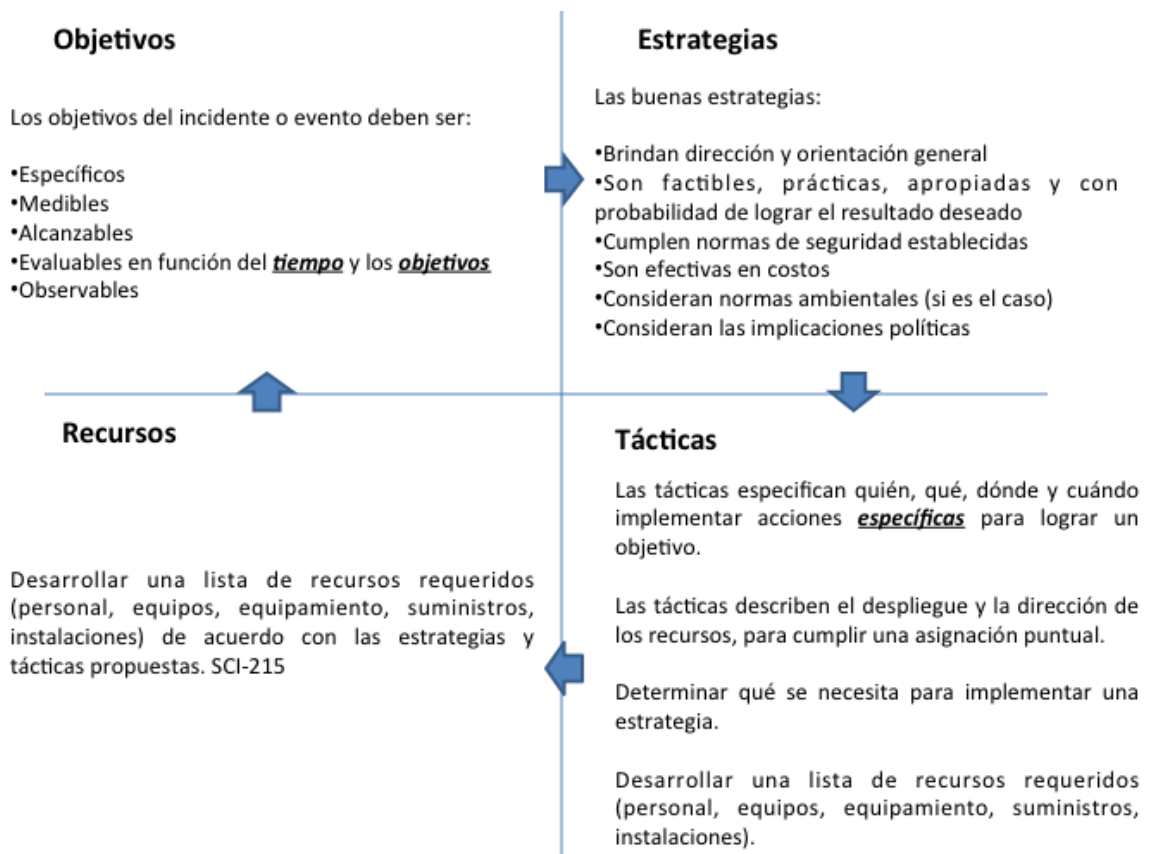 Objetivos
Los objetivos del incidente o evento deben ser:
•Específicos
•Medibles
•Alcanzables
•Evaluables en función del tiempo y los objetivos
•Observables
Estrategias
Las buenas estrategias:
•Brindan dirección y orientación general
•Son factibles, prácticas, apropiadas y con
probabilidad de lograr el resultado deseado
•Cumplen normas de seguridad establecidas
•Son efectivas en costos
•Consideran normas ambientales (si es el caso)
•Consideran las implicaciones políticas
Recursos
Desarrollar una lista de recursos requeridos
(personal, equipos, equipamiento, suministros,
instalaciones) de acuerdo con las estrategias y
tácticas propuestas. SCI-215
Tácticas
Las tácticas especifican quién, qué, dónde y cuándo
implementar acciones específicas para lograr un
objetivo.
Las tácticas describen el despliegue y la dirección de
los recursos, para cumplir una asignación puntual.
Determinar qué se necesita para implementar una
estrategia.
Desarrollar una lista de recursos requeridos
(personal, equipos, equipamiento, suministros,
instalaciones).